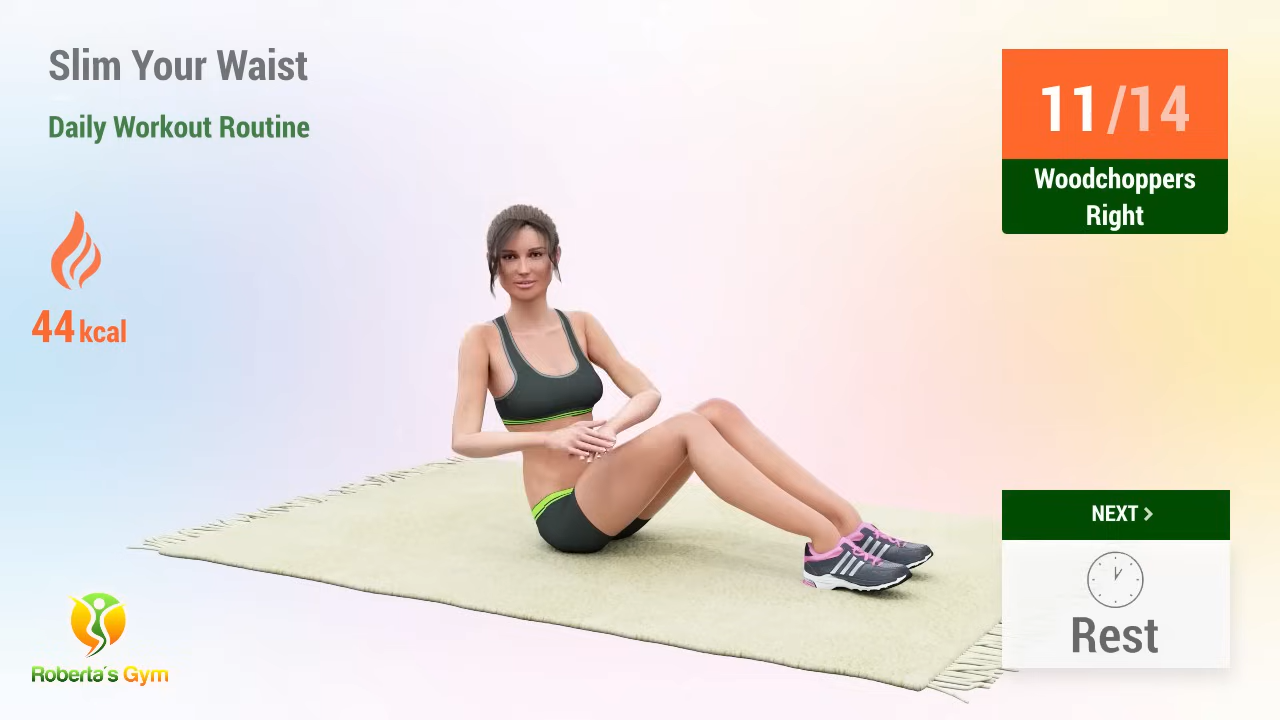 Slim Your Waist
Daily Workout Routine
44 kcal
Roberta´s Gym
11/14
Woodchoppers
Right
NEXT >
Rest